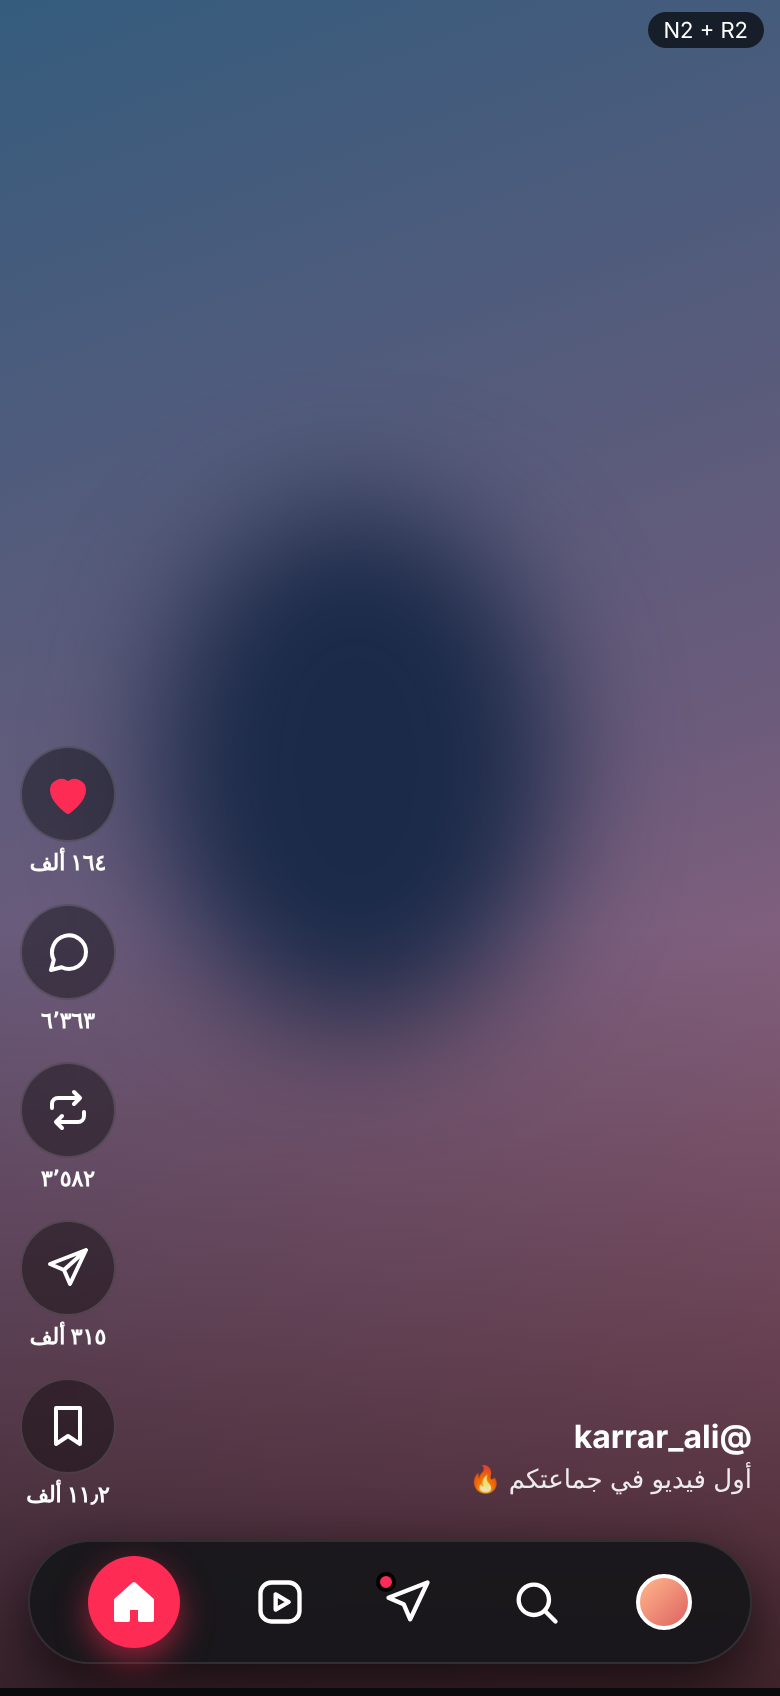 N2 + R2
١٦٤ ألف
٦٬٣٦٣
٣٬٥٨٢
٣١٥ ألف
١١٫٢ ألف
@karrar_ali
أول فيديو في جماعتكم 🔥